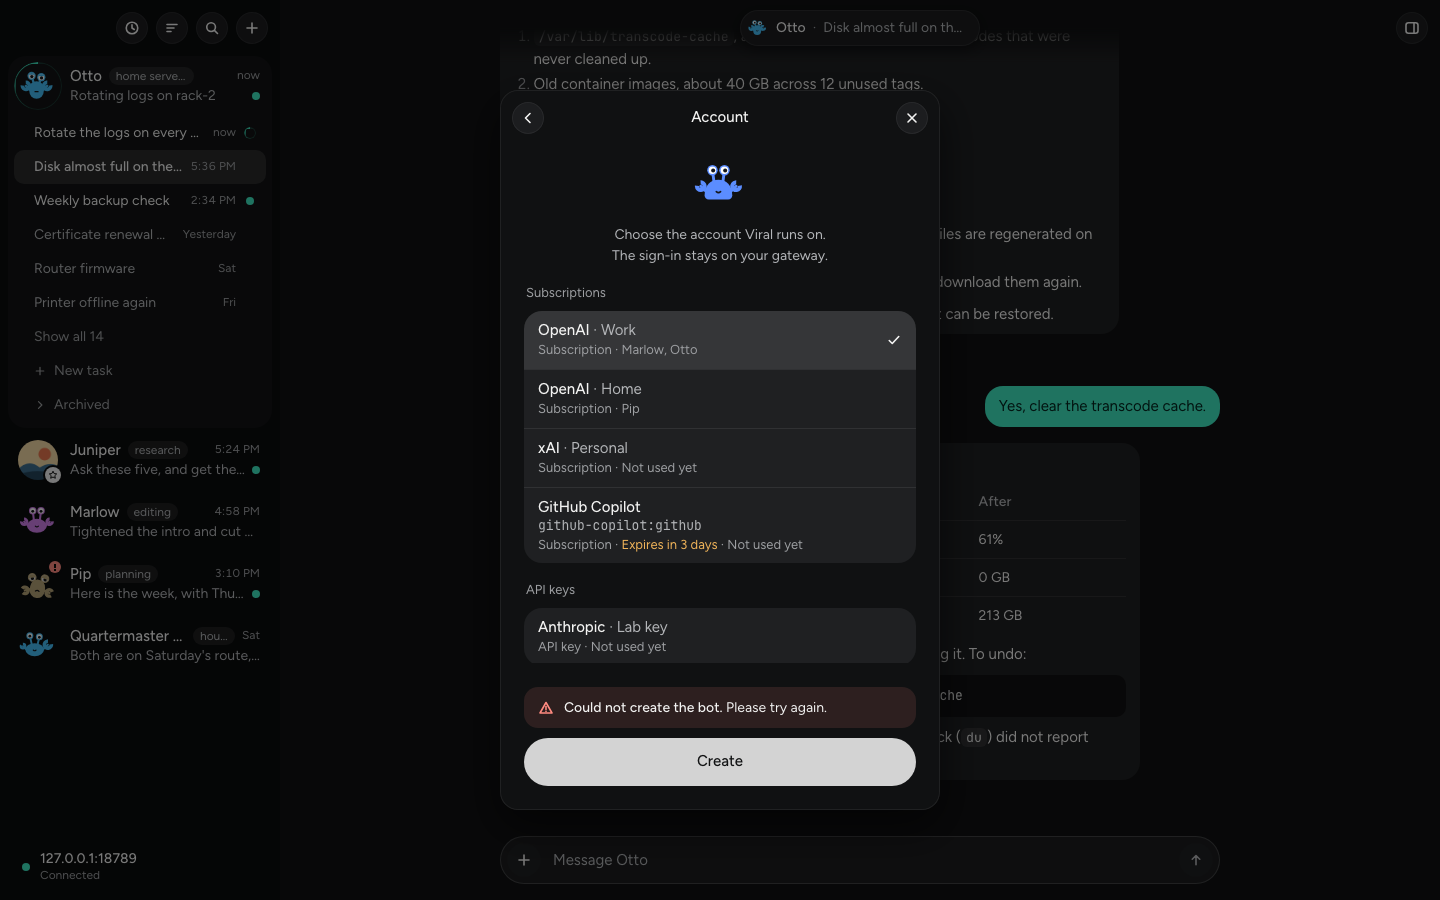 Otto home serve... now
Rotating logs on rack-2
Rotate the logs on every ... now
Disk almost full on the... 5:36 PM
Weekly backup check 2:34 PM
Certificate renewal ... Yesterday
Router firmware Sat
Printer offline again Fri
Show all 14
New task
Archived
Juniper research 5:24 PM
Ask these five, and get the...
Marlow editing 4:58 PM
Tightened the intro and cut ...
Pip planning 3:10 PM
Here is the week, with Thu...
Quartermaster ... hou... Sat
Both are on Saturday's route,...
127.0.0.1:18789
Connected
Otto · Disk almost full on th...
1. /var/lib/transcode-cache, that were
never cleaned up.
2. Old container images, about 40 GB across 12 unused tags.
are regenerated on
download them again.
can be restored.
Yes, clear the transcode cache.
After
61%
0 GB
213 GB
it. To undo:
(du) did not report
Account
Choose the account Viral runs on.
The sign-in stays on your gateway.
Subscriptions
OpenAI · Work
Subscription · Marlow, Otto
OpenAI · Home
Subscription · Pip
xAI · Personal
Subscription · Not used yet
GitHub Copilot
github-copilot:github
Subscription · Expires in 3 days · Not used yet
API keys
Anthropic · Lab key
API key · Not used yet
Could not create the bot. Please try again.
Create
Message Otto